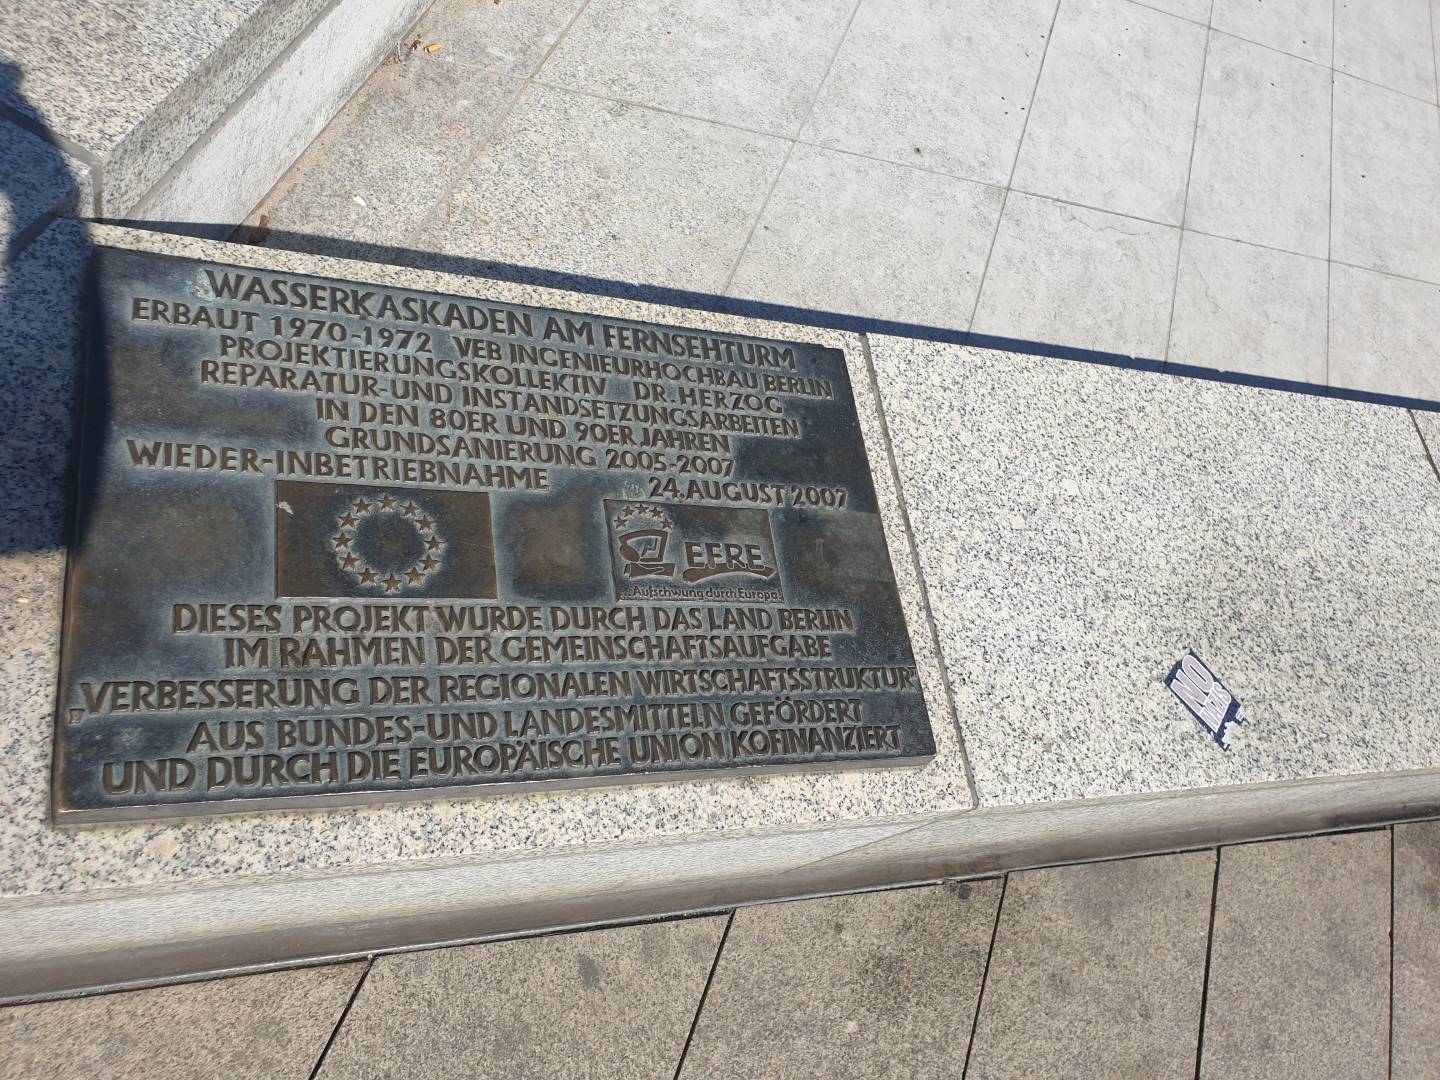 WASSERKASKADEN AM FERNSEHTURM
ERBAUT 1970-1972 VEB INGENIEURHOCHBAU BERLIN
PROJEKTIERUNGSKOLLEKTIV DR. HERZOG
REPARATUR-UND INSTANDSETZUNGSARBEITEN
IN DEN 80ER UND 90ER JAHREN
GRUNDSANIERUNG 2005-2007
WIEDER-INBETRIEBNAHME 24. AUGUST 2007
EFRE
...Aufschwung durch Europa!
DIESES PROJEKT WURDE DURCH DAS LAND BERLIN
IM RAHMEN DER GEMEINSCHAFTSAUFGABE
„VERBESSERUNG DER REGIONALEN WIRTSCHAFTSSTRUKTUR"
AUS BUNDES-UND LANDESMITTELN GEFÖRDERT
UND DURCH DIE EUROPÄISCHE UNION KOFINANZIERT
NO